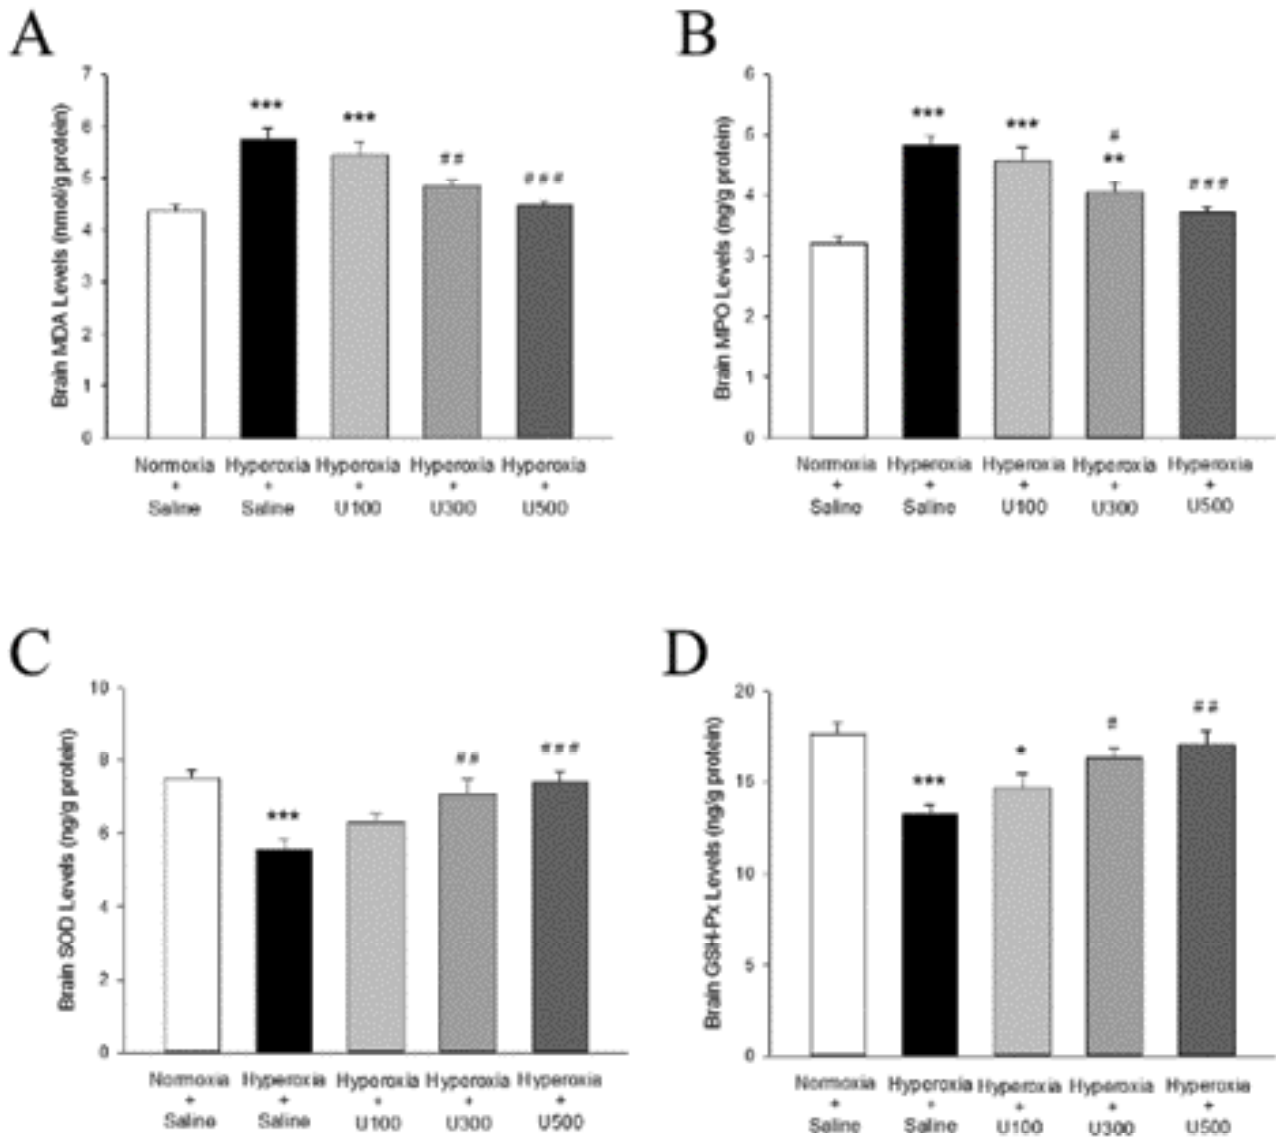 A
Brain MDA Levels (nmol/g protein)
7
6
5
4
3
2
1
0
***
***
##
###
Normoxia Hyperoxia Hyperoxia Hyperoxia Hyperoxia
+ + + + +
Saline Saline U100 U300 U500
B
Brain MPO Levels (ng/g protein)
6
5
4
3
2
1
0
***
***
#
**
###
Normoxia Hyperoxia Hyperoxia Hyperoxia Hyperoxia
+ + + + +
Saline Saline U100 U300 U500
C
Brain SOD Levels (ng/g protein)
10
8
6
4
2
0
***
##
###
Normoxia Hyperoxia Hyperoxia Hyperoxia Hyperoxia
+ + + + +
Saline Saline U100 U300 U500
D
Brain GSH-Px Levels (ng/g protein)
20
15
10
5
0
***
*
#
##
Normoxia Hyperoxia Hyperoxia Hyperoxia Hyperoxia
+ + + + +
Saline Saline U100 U300 U500